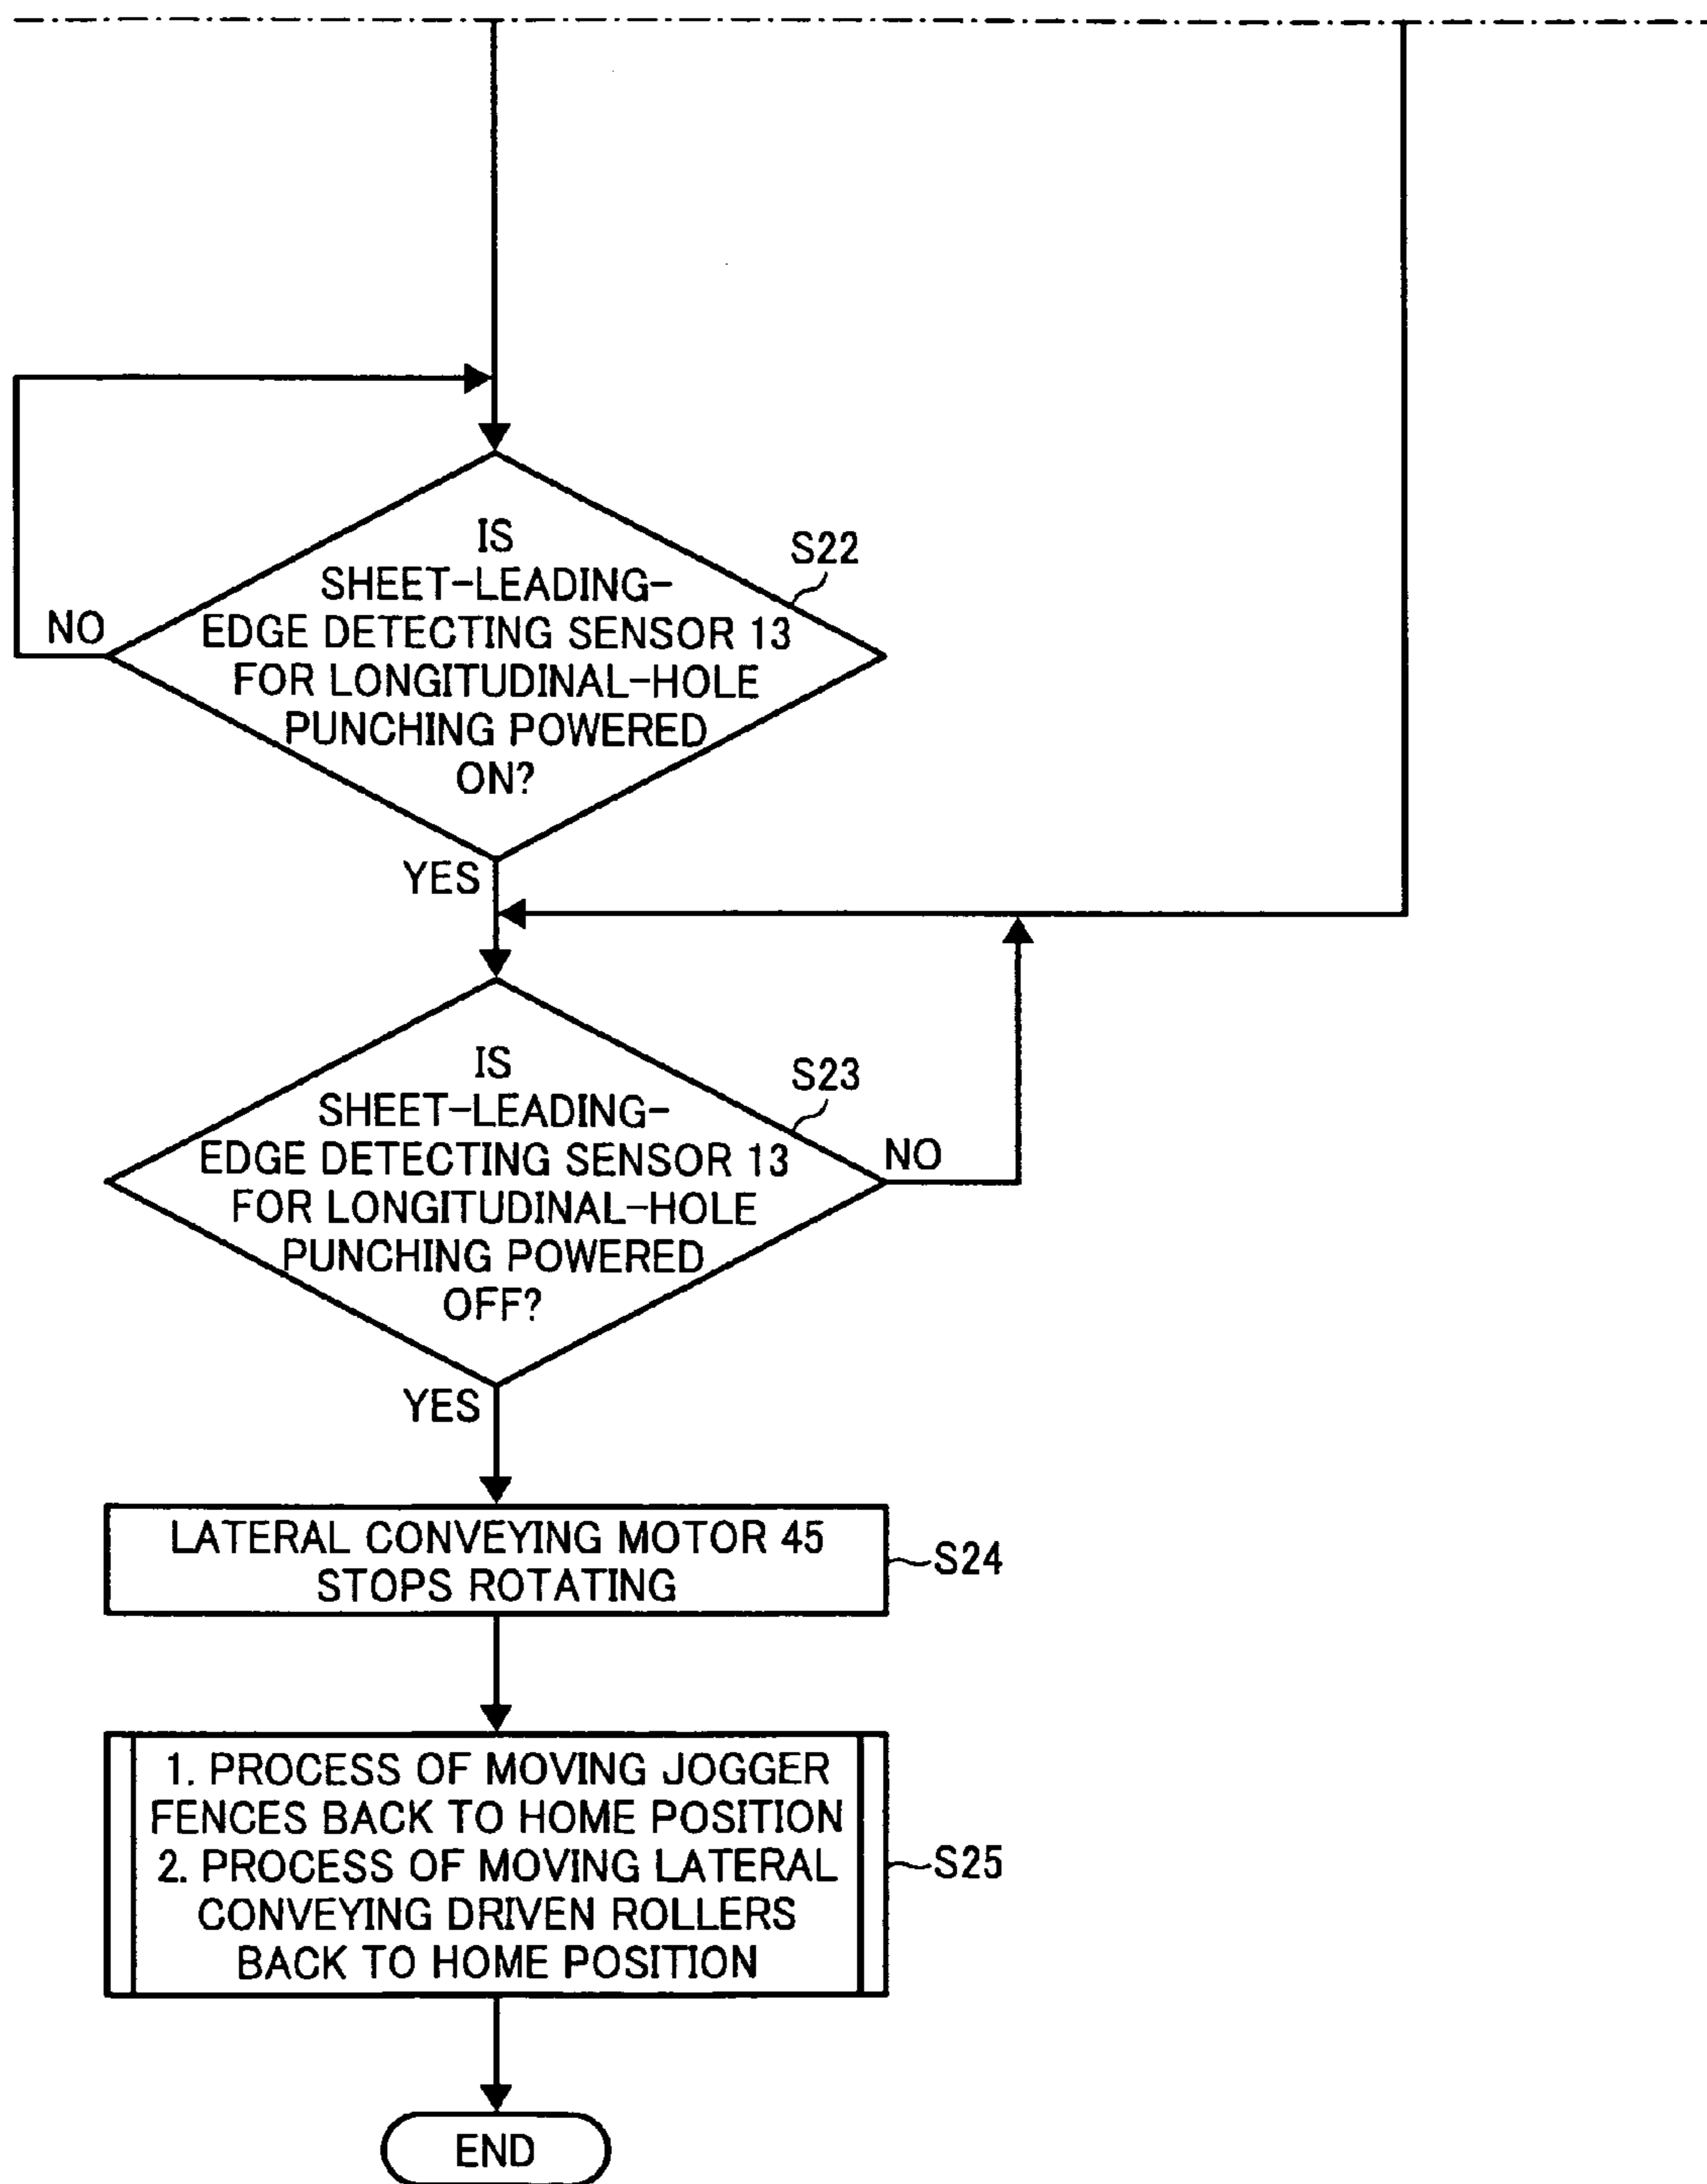 IS
SHEET-LEADING-
EDGE DETECTING SENSOR 13
FOR LONGITUDINAL-HOLE
PUNCHING POWERED
ON?
S22
NO
YES
IS
SHEET-LEADING-
EDGE DETECTING SENSOR 13
FOR LONGITUDINAL-HOLE
PUNCHING POWERED
OFF?
S23
NO
YES
LATERAL CONVEYING MOTOR 45
STOPS ROTATING
S24
1. PROCESS OF MOVING JOGGER
FENCES BACK TO HOME POSITION
2. PROCESS OF MOVING LATERAL
CONVEYING DRIVEN ROLLERS
BACK TO HOME POSITION
S25
END